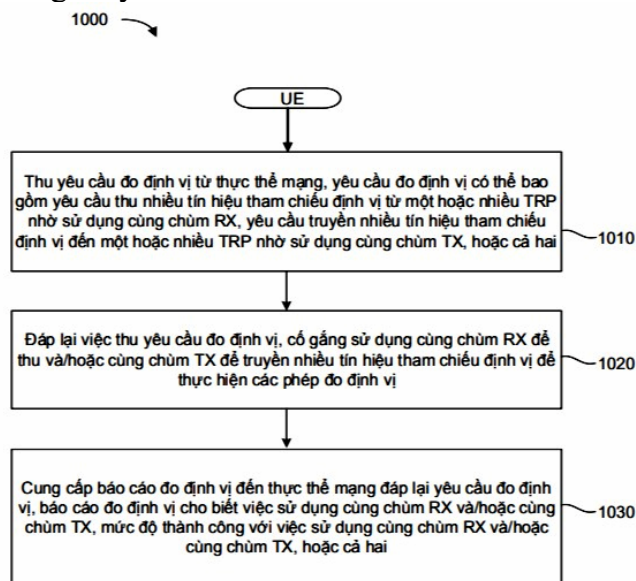 1000
UE
Thu yêu cầu đo định vị từ thực thể mạng, yêu cầu đo định vị có thể bao
gồm yêu cầu thu nhiều tín hiệu tham chiếu định vị từ một hoặc nhiều TRP
nhờ sử dụng cùng chùm RX, yêu cầu truyền nhiều tín hiệu tham chiếu
định vị đến một hoặc nhiều TRP nhờ sử dụng cùng chùm TX, hoặc cả hai
1010
Đáp lại việc thu yêu cầu đo định vị, cố gắng sử dụng cùng chùm RX để
thu và/hoặc cùng chùm TX để truyền nhiều tín hiệu tham chiếu định vị để
thực hiện các phép đo định vị
1020
Cung cấp báo cáo đo định vị đến thực thể mạng đáp lại yêu cầu đo định
vị, báo cáo đo định vị cho biết việc sử dụng cùng chùm RX và/hoặc cùng
chùm TX, mức độ thành công với việc sử dụng cùng chùm RX và/hoặc
cùng chùm TX, hoặc cả hai
1030